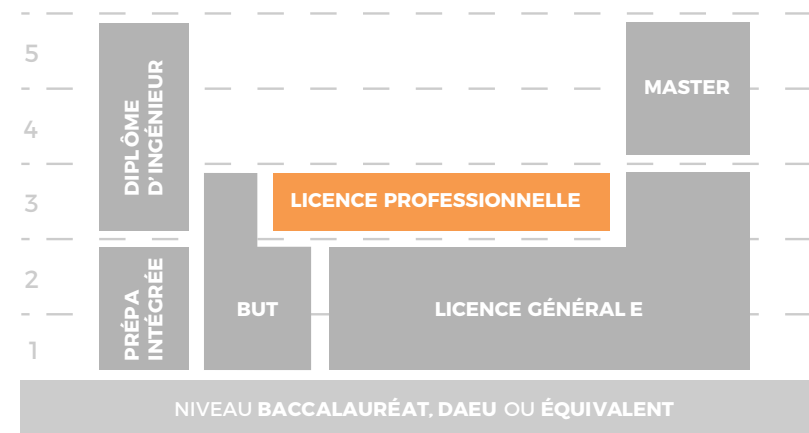 5
DIPLÔME
D'INGÉNIEUR
MASTER
4
3
LICENCE PROFESSIONNELLE
2
PRÉPA
INTÉGRÉE
BUT
LICENCE GÉNÉRALE
1
NIVEAU BACCALAURÉAT, DAEU OU ÉQUIVALENT